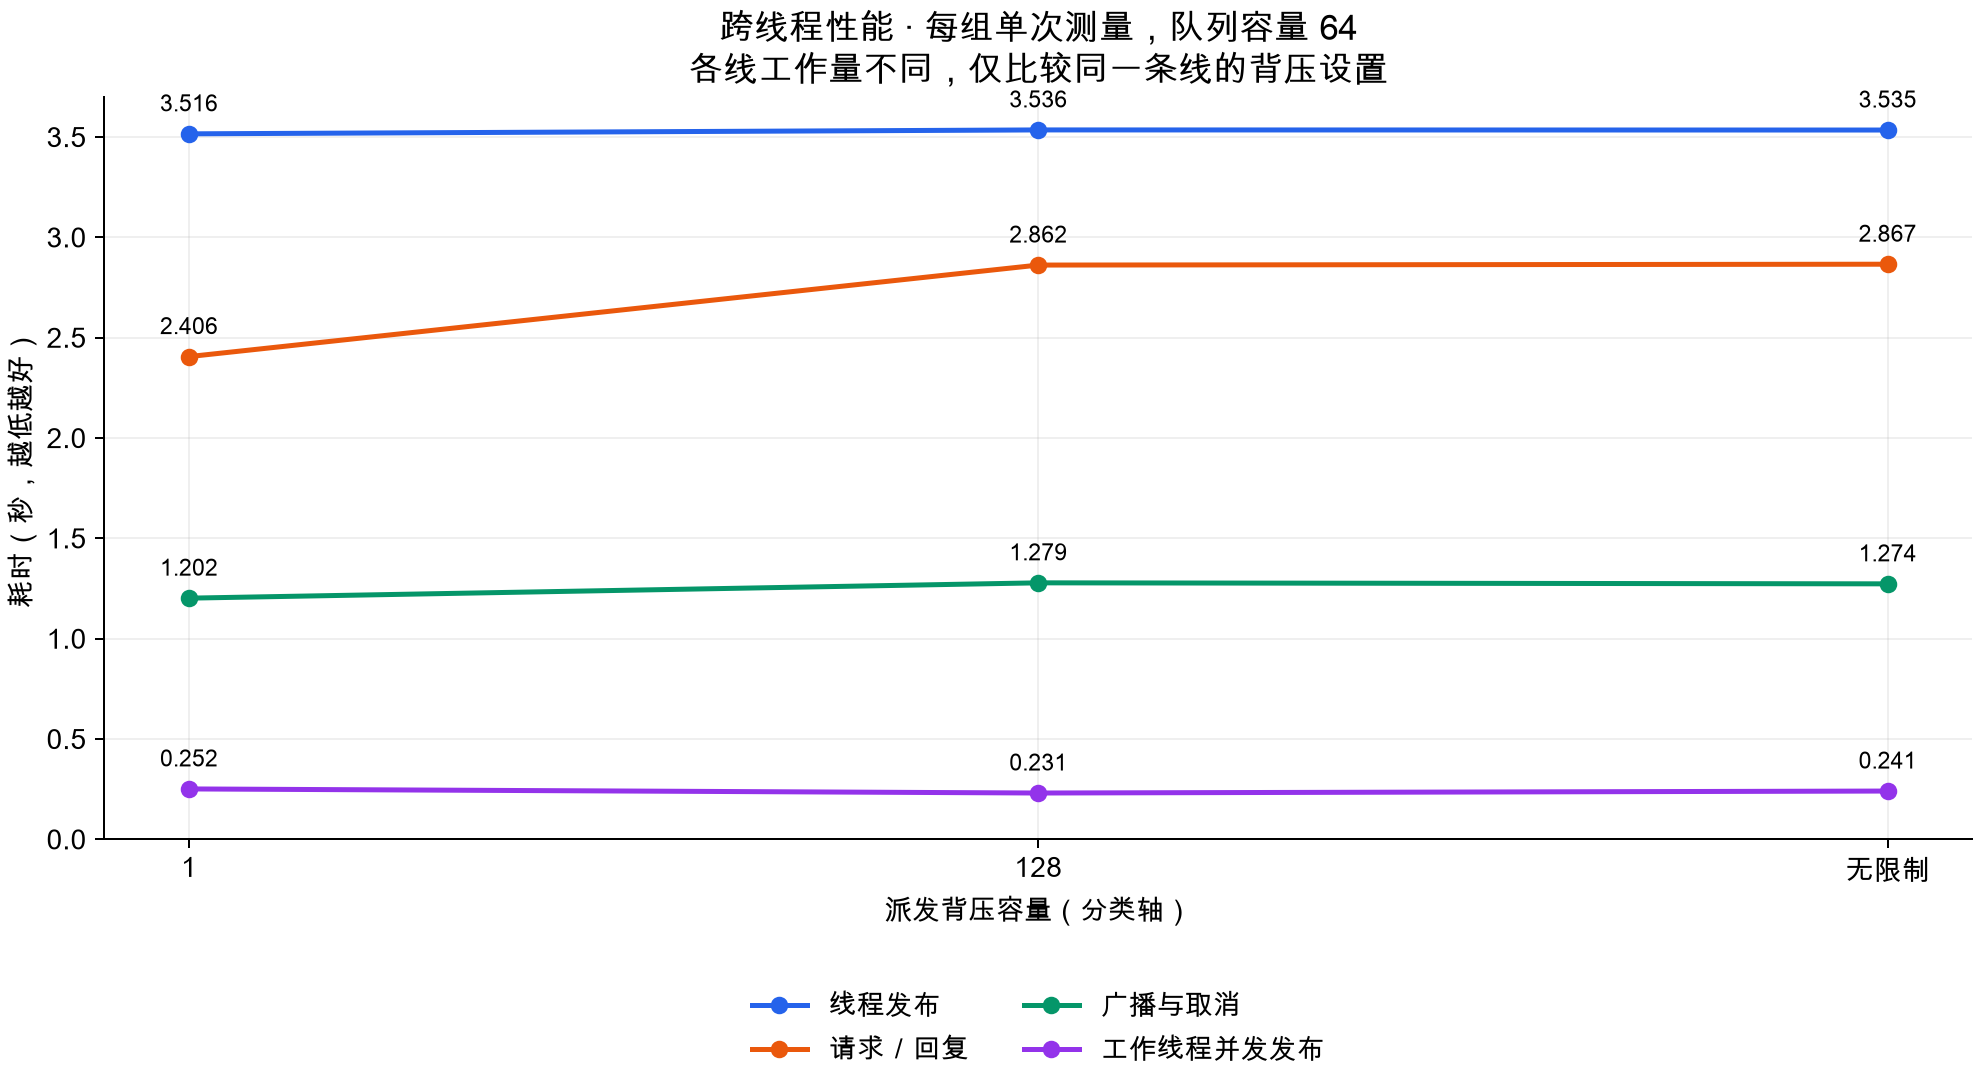 跨线程性能 · 每组单次测量，队列容量 64
各线工作量不同，仅比较同一条线的背压设置
3.516
3.536
3.535
3.5
2.862
2.867
3.0
2.406
2.5
耗时（秒，越低越好）
2.0
1.5
1.202
1.279
1.274
1.0
0.5
0.252
0.231
0.241
0.0
1
128
无限制
派发背压容量（分类轴）
线程发布
广播与取消
请求 / 回复
工作线程并发发布